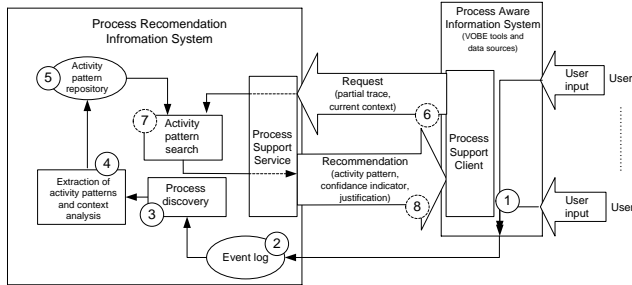 Process Recomendation
Infromation System
Process Aware
Information System
(VOBE tools and
data sources)
5
Activity
pattern
repository
Request
(partial trace,
current context)
User
input
User
7
Activity
pattern
search
6
Process
Support
Service
Process
Support
Client
4
Extraction of
activity patterns
and context
analysis
Recommendation
(activity pattern,
confidance indicator,
justification)
8
Process
discovery
3
1
User
input
User
2
Event log